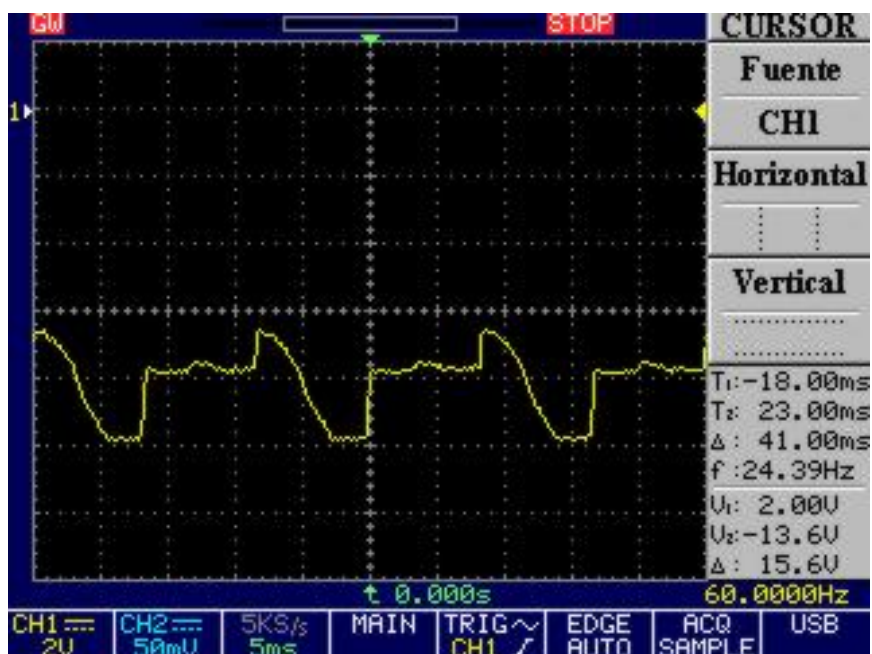 GW STOP CURSOR
Fuente
CH1
Horizontal
Vertical
T1:-18.00ms
T2: 23.00ms
Δ: 41.00ms
f:24.39Hz
V1: 2.00V
V2:-13.6V
Δ: 15.6V
1
0.000s 60.0000Hz
CH1 CH2 5KS/s MAIN TRIG EDGE ACQ USB
2V 50mV 5ms CH1 AUTO SAMPLE